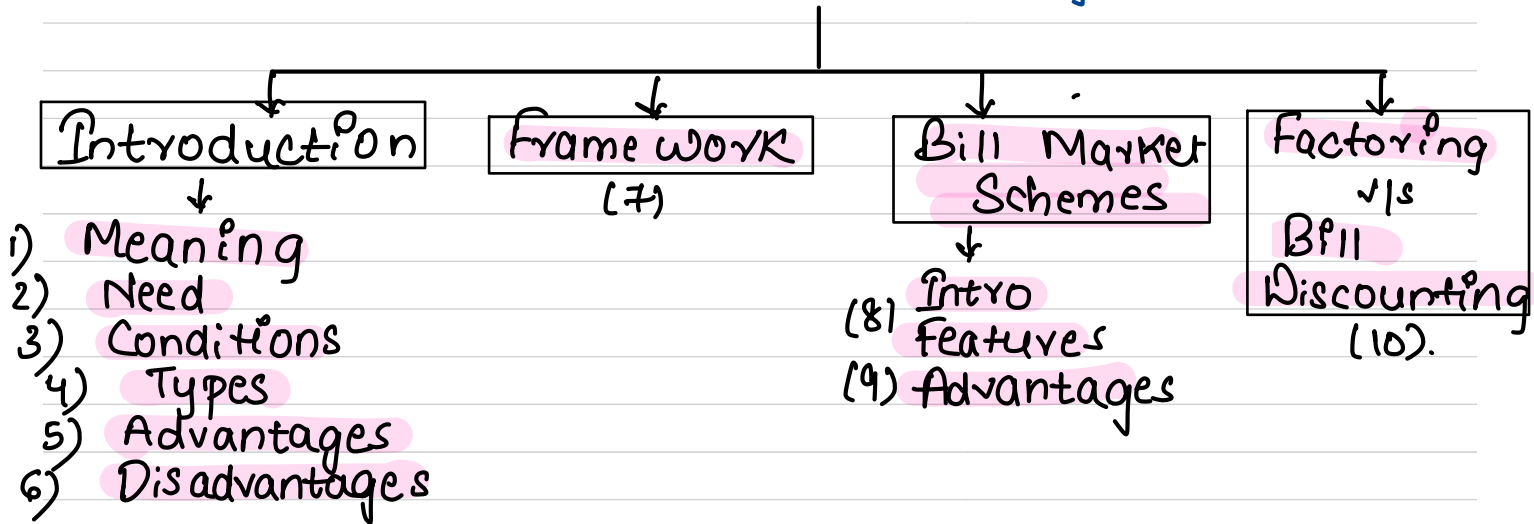 Introduction
1) Meaning
2) Need
3) Conditions
4) Types
5) Advantages
6) Disadvantages
Frame work
(7)
Bill Market
Schemes
(8) Intro
Features
(9) Advantages
Factoring
v/s
Bill
Discounting
(10).